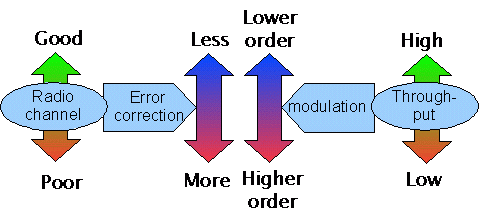 Good
Less
Lower
order
High
Radio
channel
Error
correction
modulation
Through-
put
Poor
More
Higher
order
Low